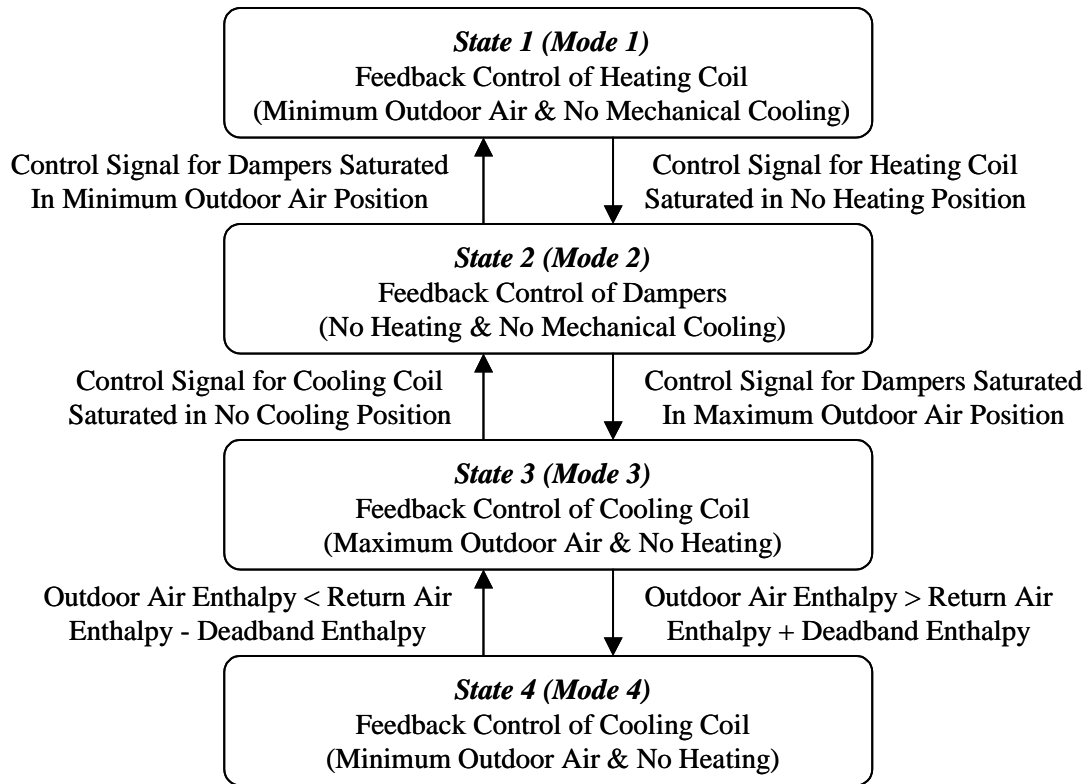 State 1 (Mode 1)
Feedback Control of Heating Coil
(Minimum Outdoor Air & No Mechanical Cooling)
Control Signal for Dampers Saturated
In Minimum Outdoor Air Position
Control Signal for Heating Coil
Saturated in No Heating Position
State 2 (Mode 2)
Feedback Control of Dampers
(No Heating & No Mechanical Cooling)
Control Signal for Cooling Coil
Saturated in No Cooling Position
Control Signal for Dampers Saturated
In Maximum Outdoor Air Position
State 3 (Mode 3)
Feedback Control of Cooling Coil
(Maximum Outdoor Air & No Heating)
Outdoor Air Enthalpy < Return Air
Enthalpy - Deadband Enthalpy
Outdoor Air Enthalpy > Return Air
Enthalpy + Deadband Enthalpy
State 4 (Mode 4)
Feedback Control of Cooling Coil
(Minimum Outdoor Air & No Heating)